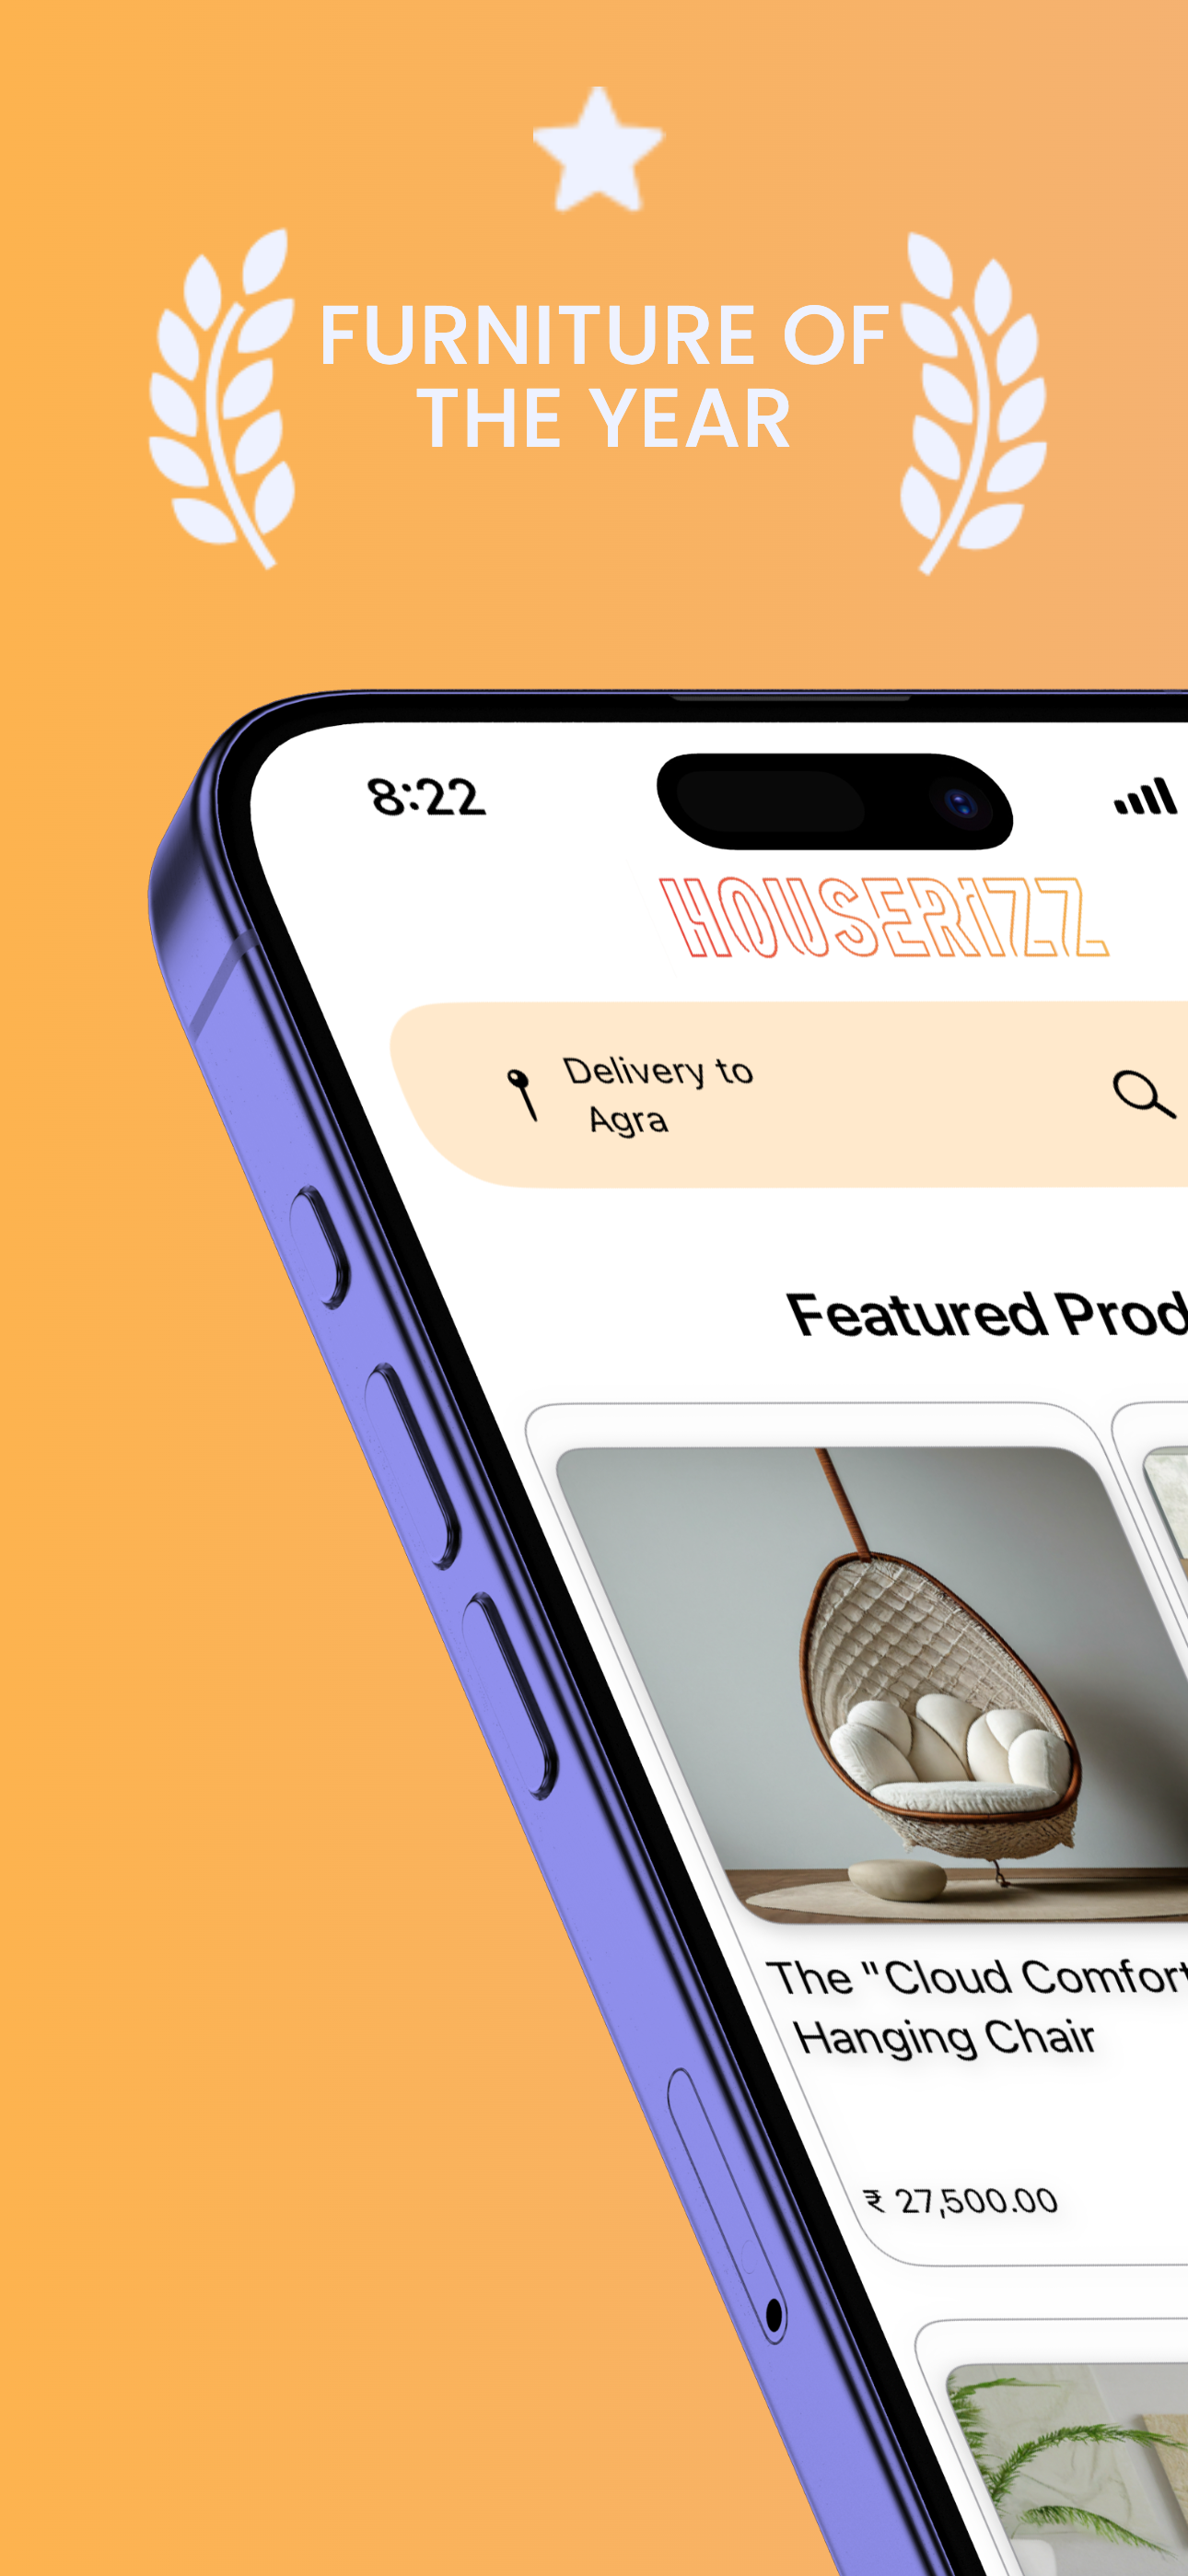 FURNITURE OF
THE YEAR
8:22
HOUSERIZZ
Delivery to
Agra
Featured Prod
The "Cloud Comfort
Hanging Chair
₹ 27,500.00